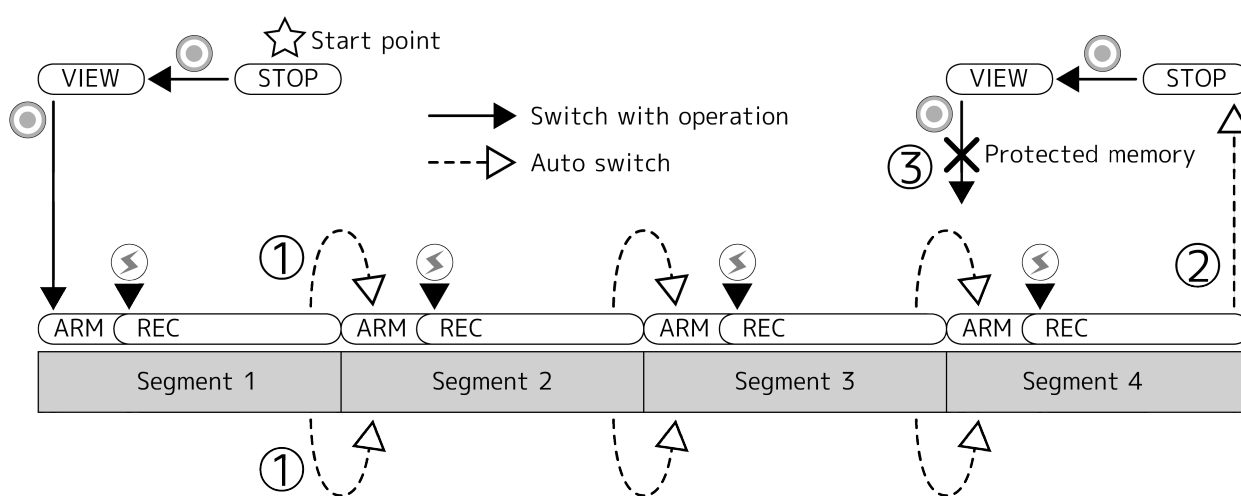 Start point
VIEW STOP
Switch with operation
Auto switch
VIEW STOP
③ Protected memory
① ②
ARM REC ARM REC ARM REC ARM REC
Segment 1 Segment 2 Segment 3 Segment 4
①